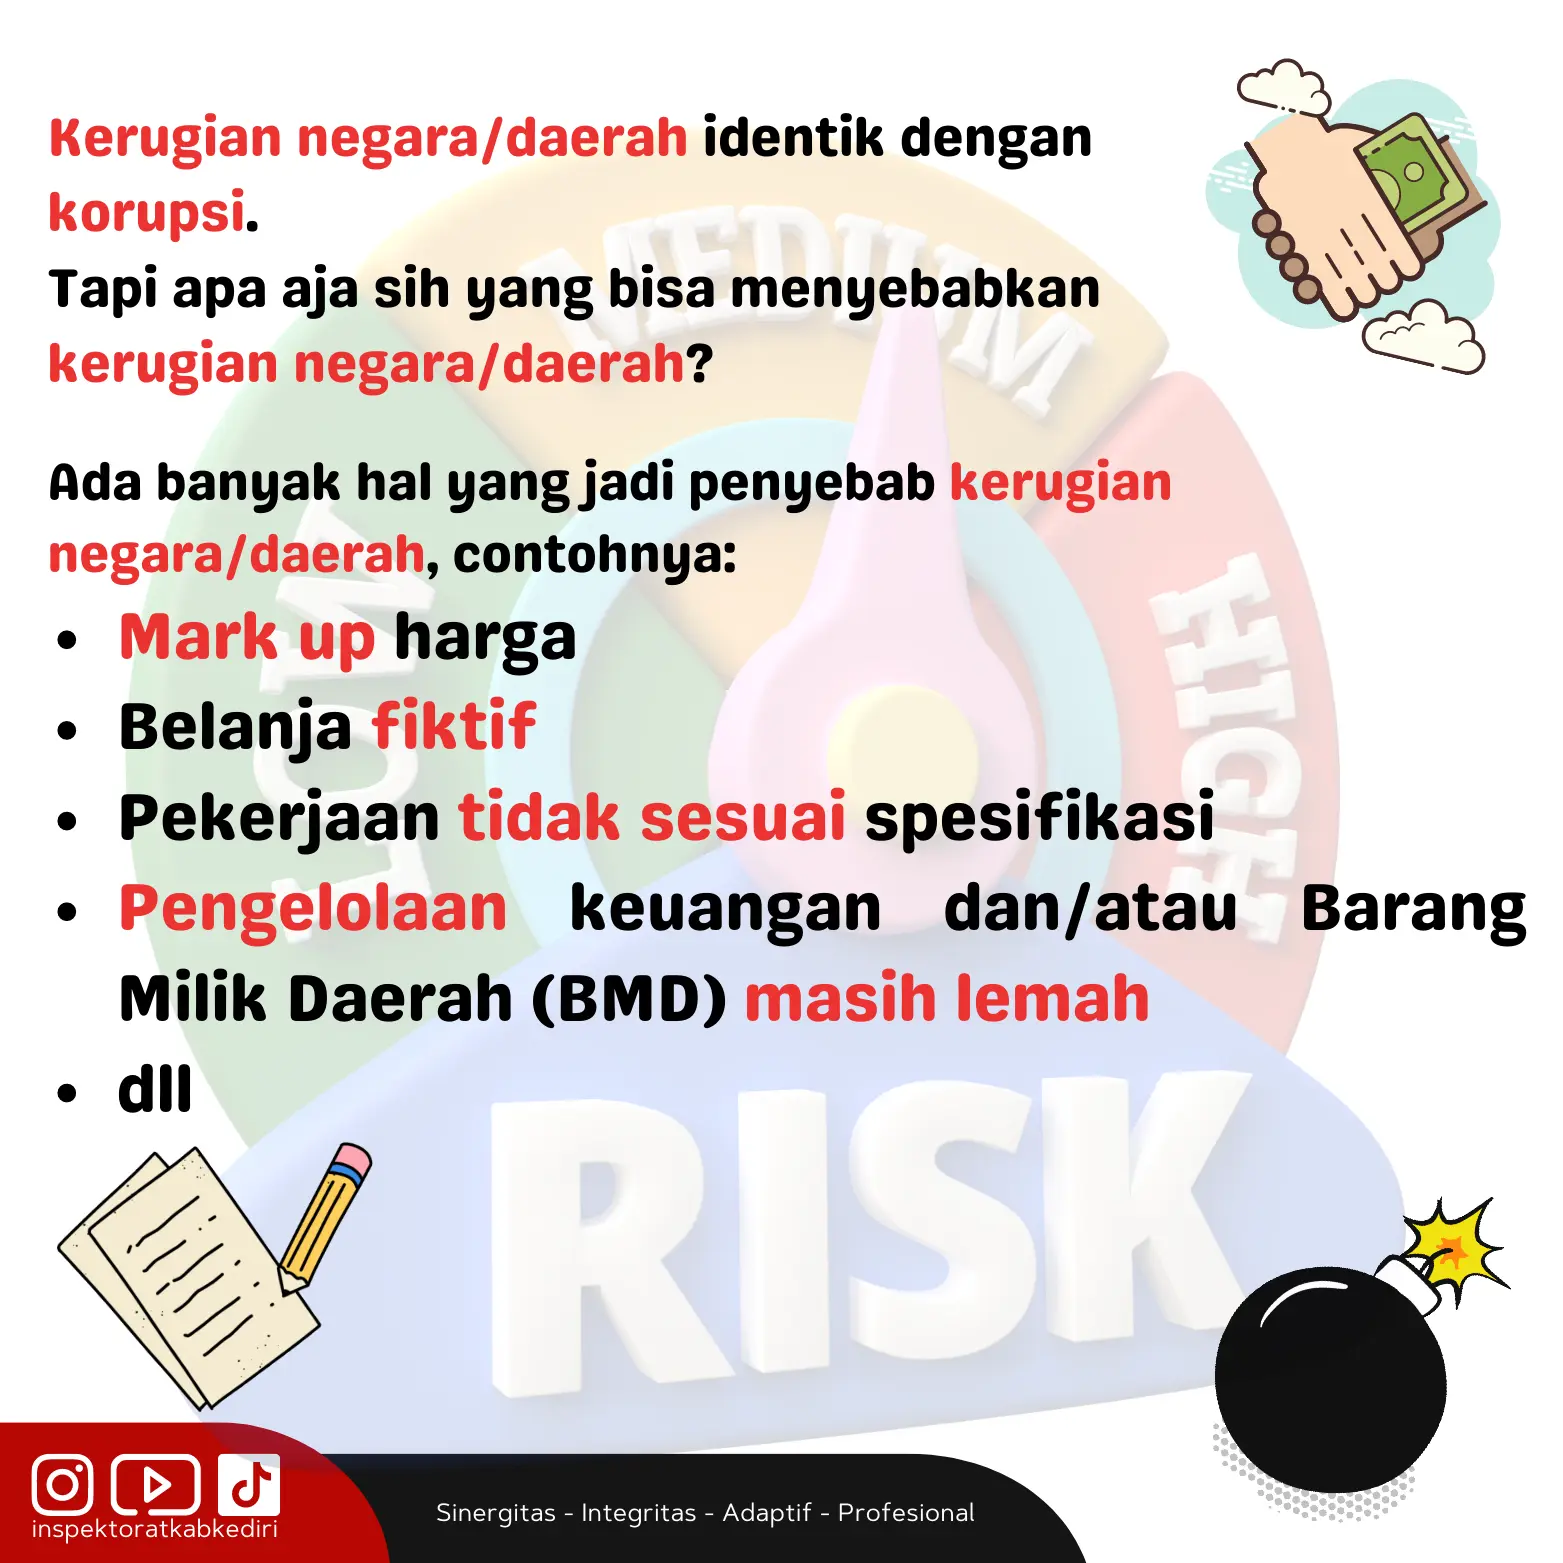 Kerugian negara/daerah identik dengan
korupsi.
Tapi apa aja sih yang bisa menyebabkan
kerugian negara/daerah?
Ada banyak hal yang jadi penyebab kerugian
negara/daerah, contohnya:
• Mark up harga
• Belanja fiktif
• Pekerjaan tidak sesuai spesifikasi
• Pengelolaan keuangan dan/atau Barang
Milik Daerah (BMD) masih lemah
• dll
LOW
MEDIUM
HIGH
RISK
inspektoratkabkediri
Sinergitas - Integritas - Adaptif - Profesional